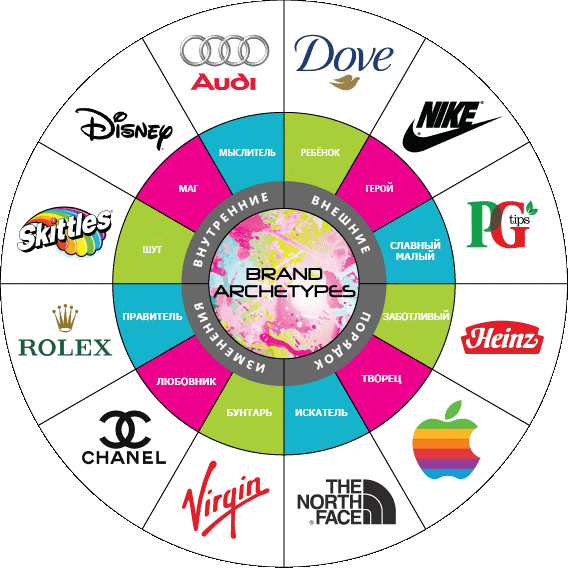 Audi
Dove
Disney
NIKE
Skittles
PG
tips
МЫСЛИТЕЛЬ
РЕБЁНОК
МАГ
ГЕРОЙ
ШУТ
СЛАВНЫЙ
МАЛЫЙ
ВНУТРЕННИЕ
ВНЕШНИЕ
BRAND
ARCHETYPES
ИЗМЕНЕНИЯ
ПОРЯДОК
ПРАВИТЕЛЬ
ЗАБОТЛИВЫЙ
ЛЮБОВНИК
ТВОРЕЦ
БУНТАРЬ
ИСКАТЕЛЬ
ROLEX
Heinz
CHANEL
Virgin
THE
NORTH
FACE